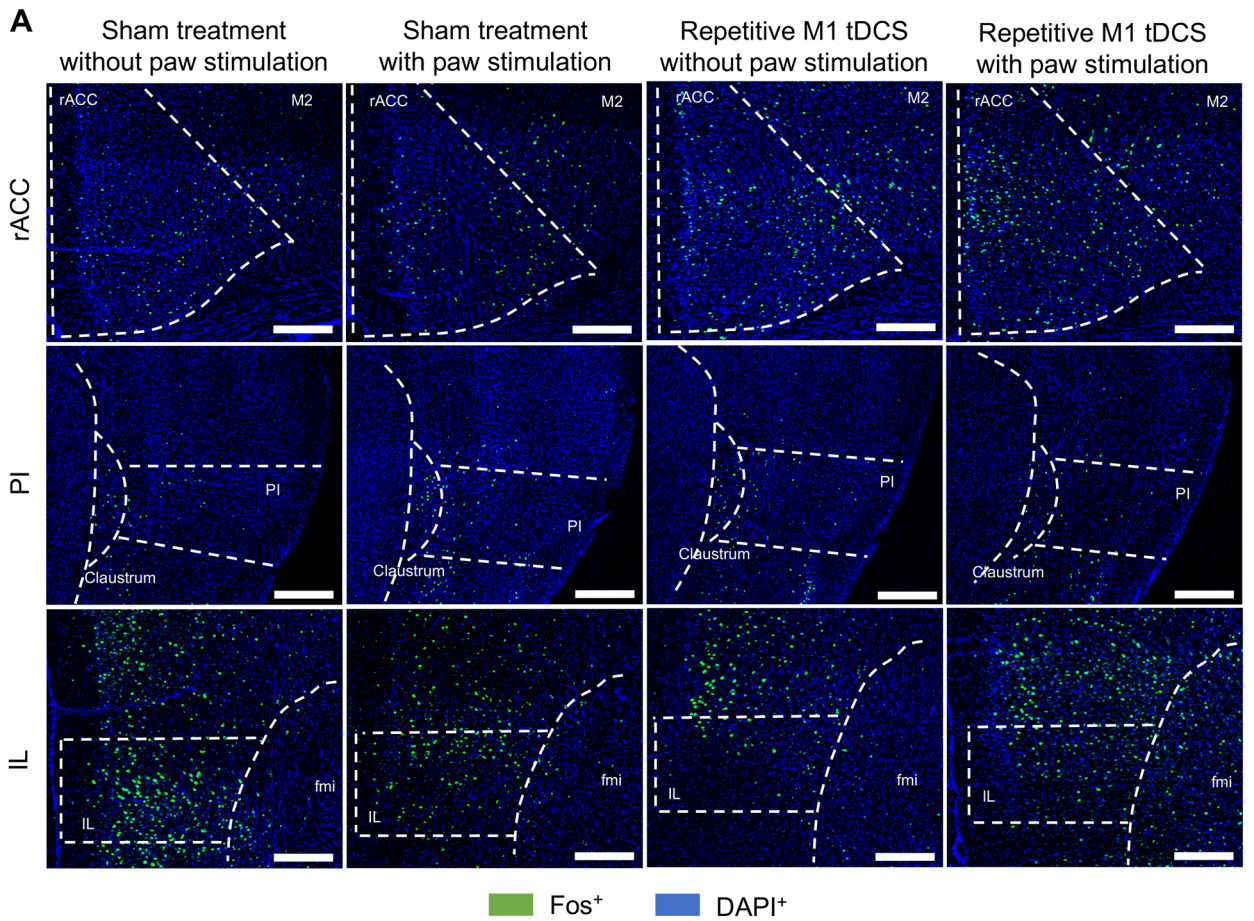 A
Sham treatment
without paw stimulation
Sham treatment
with paw stimulation
Repetitive M1 tDCS
without paw stimulation
Repetitive M1 tDCS
with paw stimulation
rACC
rACC
M2
rACC
M2
rACC
M2
rACC
M2
PI
PI
Claustrum
PI
Claustrum
PI
Claustrum
PI
Claustrum
IL
IL
fmi
IL
fmi
IL
fmi
IL
fmi
Fos+
DAPI+